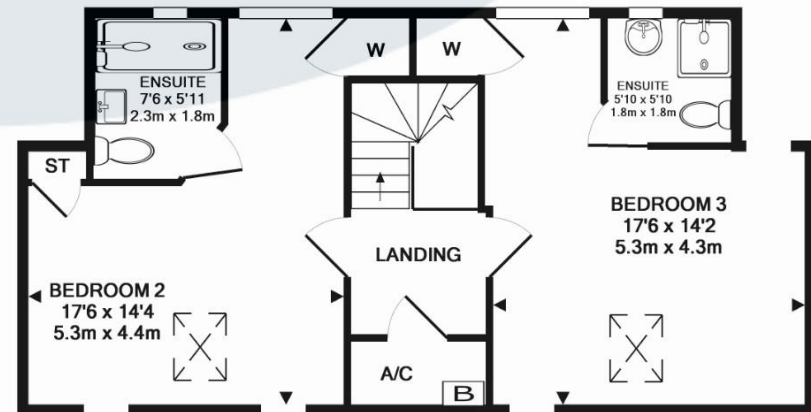 W
W
ENSUITE
7'6 x 5'11
2.3m x 1.8m
ENSUITE
5'10 x 5'10
1.8m x 1.8m
ST
BEDROOM 3
17'6 x 14'2
5.3m x 4.3m
LANDING
BEDROOM 2
17'6 x 14'4
5.3m x 4.4m
A/C
B